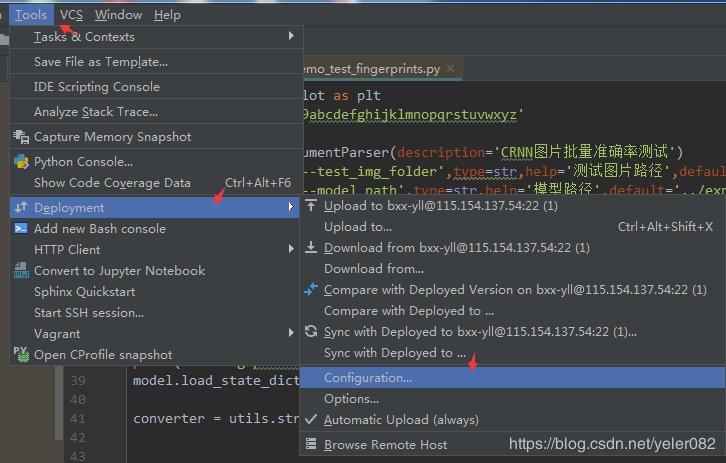 Tools VCS Window Help
Tasks & Contexts
Save File as Template...
IDE Scripting Console
Analyze Stack Trace...
Capture Memory Snapshot
Python Console...
Show Code Coverage Data Ctrl+Alt+F6
Deployment
Add new Bash console
HTTP Client
Convert to Jupyter Notebook
Sphinx Quickstart
Start SSH session...
Vagrant
Open CProfile snapshot
emo_test_fingerprints.py
lot as plt
9abcdefghijklmnopqrstuvwxyz'
umentParser(description='CRNN图片批量准确率测试')
--test_img_folder',type=str,help='测试图片路径',defaul
--model_path',type=str,help='模型路径',default='../exp
Upload to bxx-yll@115.154.137.54:22 (1)
Upload to... Ctrl+Alt+Shift+X
Download from bxx-yll@115.154.137.54:22 (1)
Download from...
Compare with Deployed Version on bxx-yll@115.154.137.54:22 (1)
Compare with Deployed to ...
Sync with Deployed to bxx-yll@115.154.137.54:22 (1)...
Sync with Deployed to ...
Configuration...
Options...
Automatic Upload (always)
Browse Remote Host
39 model.load_state_dict
40
41 converter = utils.str
42
43
https://blog.csdn.net/yeler082